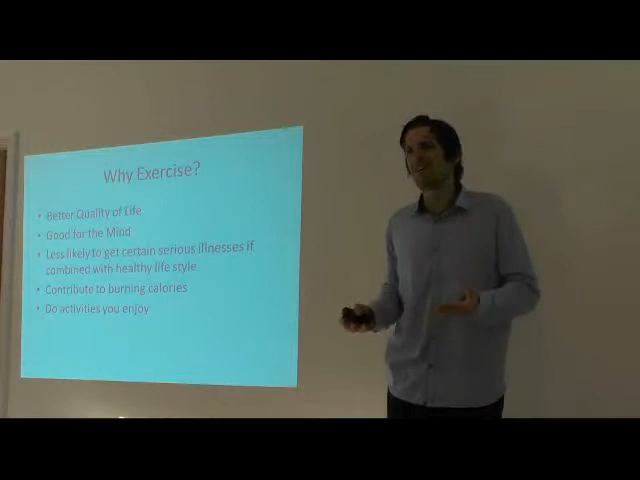 Why Exercise?
• Better Quality of Life
• Good for the Mind
• Less likely to get certain serious illnesses if
combined with healthy life style
• Contribute to burning calories
• Do activities you enjoy